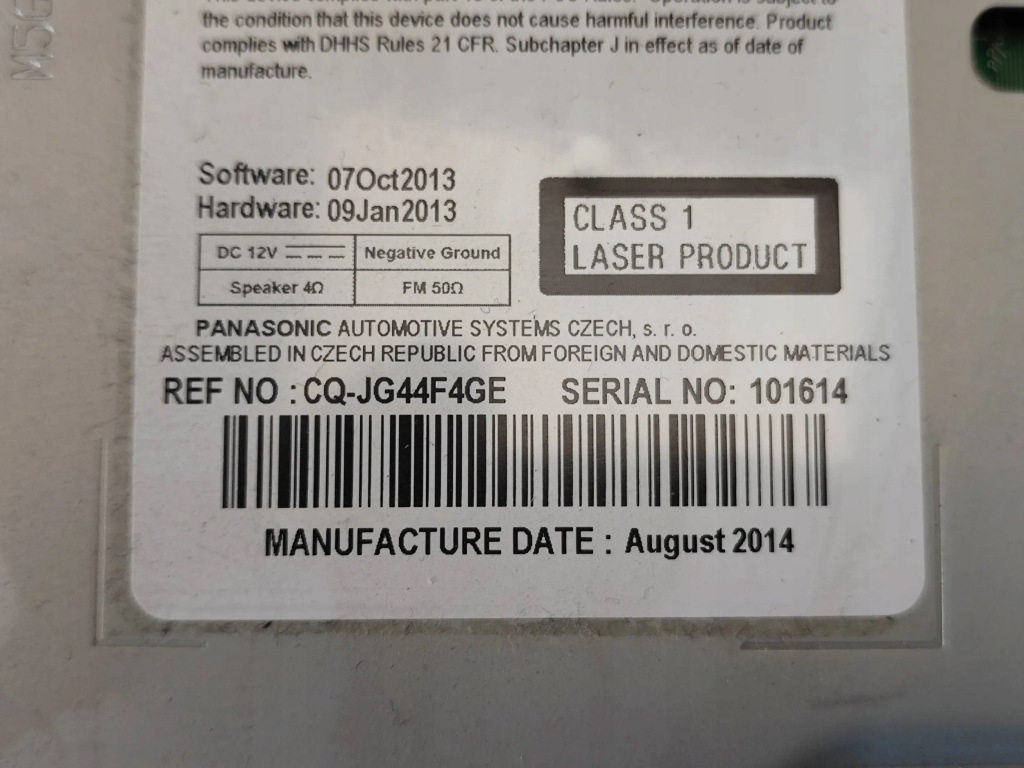 the condition that this device does not cause harmful interference. Product
complies with DHHS Rules 21 CFR. Subchapter J in effect as of date of
manufacture.
Software: 07Oct2013
Hardware: 09Jan2013
DC 12V
Negative Ground
Speaker 4Ω
FM 50Ω
CLASS 1
LASER PRODUCT
PANASONIC AUTOMOTIVE SYSTEMS CZECH, s. r. o.
ASSEMBLED IN CZECH REPUBLIC FROM FOREIGN AND DOMESTIC MATERIALS
REF NO : CQ-JG44F4GE SERIAL NO: 101614
MANUFACTURE DATE : August 2014